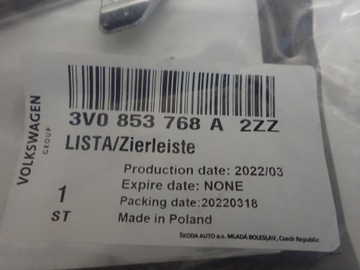 3V0 853 768 A 2ZZ
LISTA/Zierleiste
Production date: 2022/03
Expire date: NONE
Packing date:20220318
Made in Poland
1
ST
VOLKSWAGEN
GROUP
ŠKODA AUTO a.s. MLADÁ BOLESLAV, Czech Republic